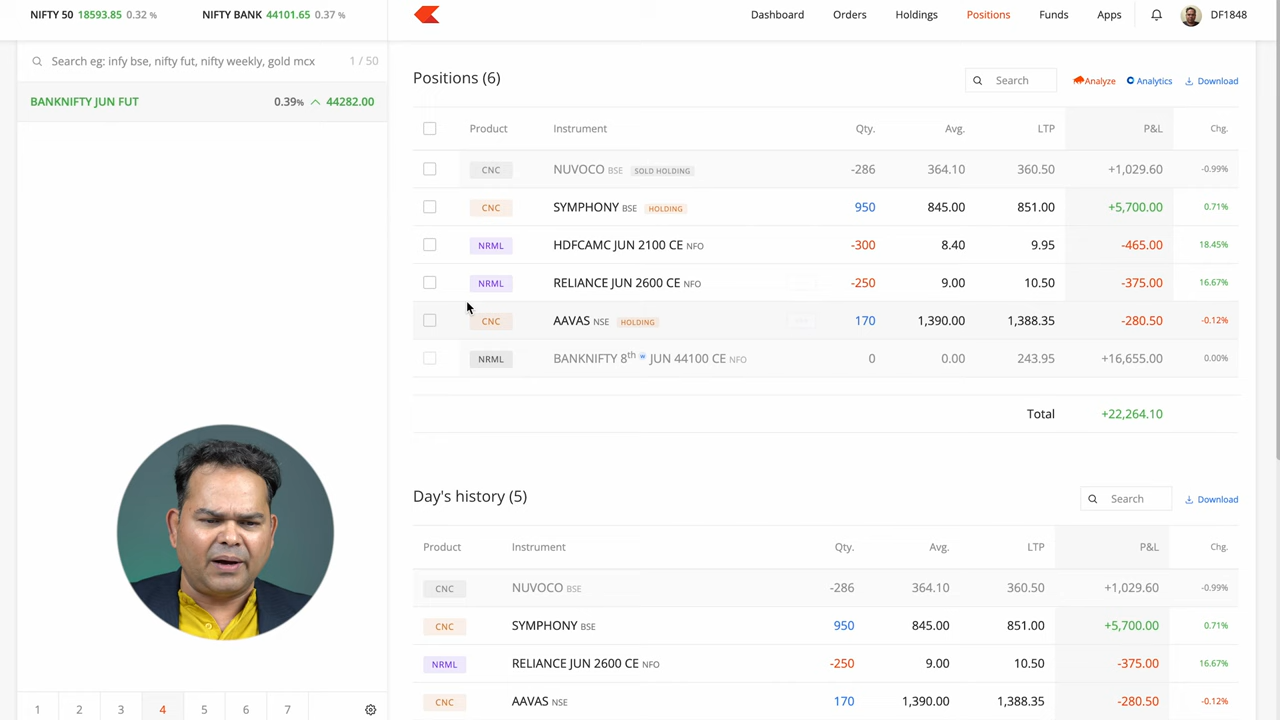 NIFTY 50 18593.85 0.32 % NIFTY BANK 44101.65 0.37 %
Dashboard Orders Holdings Positions Funds Apps DF1848
Search eg: infy bse, nifty fut, nifty weekly, gold mcx 1 / 50
BANKNIFTY JUN FUT 0.39% 44282.00
Positions (6) Search Analyze Analytics Download
Product Instrument Qty. Avg. LTP P&L Chg.
CNC NUVOCO BSE SOLD HOLDING -286 364.10 360.50 +1,029.60 -0.99%
CNC SYMPHONY BSE HOLDING 950 845.00 851.00 +5,700.00 0.71%
NRML HDFCAMC JUN 2100 CE NFO -300 8.40 9.95 -465.00 18.45%
NRML RELIANCE JUN 2600 CE NFO -250 9.00 10.50 -375.00 16.67%
CNC AAVAS NSE HOLDING 170 1,390.00 1,388.35 -280.50 -0.12%
NRML BANKNIFTY 8th w JUN 44100 CE NFO 0 0.00 243.95 +16,655.00 0.00%
Total +22,264.10
Day's history (5) Search Download
Product Instrument Qty. Avg. LTP P&L Chg.
CNC NUVOCO BSE -286 364.10 360.50 +1,029.60 -0.99%
CNC SYMPHONY BSE 950 845.00 851.00 +5,700.00 0.71%
NRML RELIANCE JUN 2600 CE NFO -250 9.00 10.50 -375.00 16.67%
CNC AAVAS NSE 170 1,390.00 1,388.35 -280.50 -0.12%
1 2 3 4 5 6 7